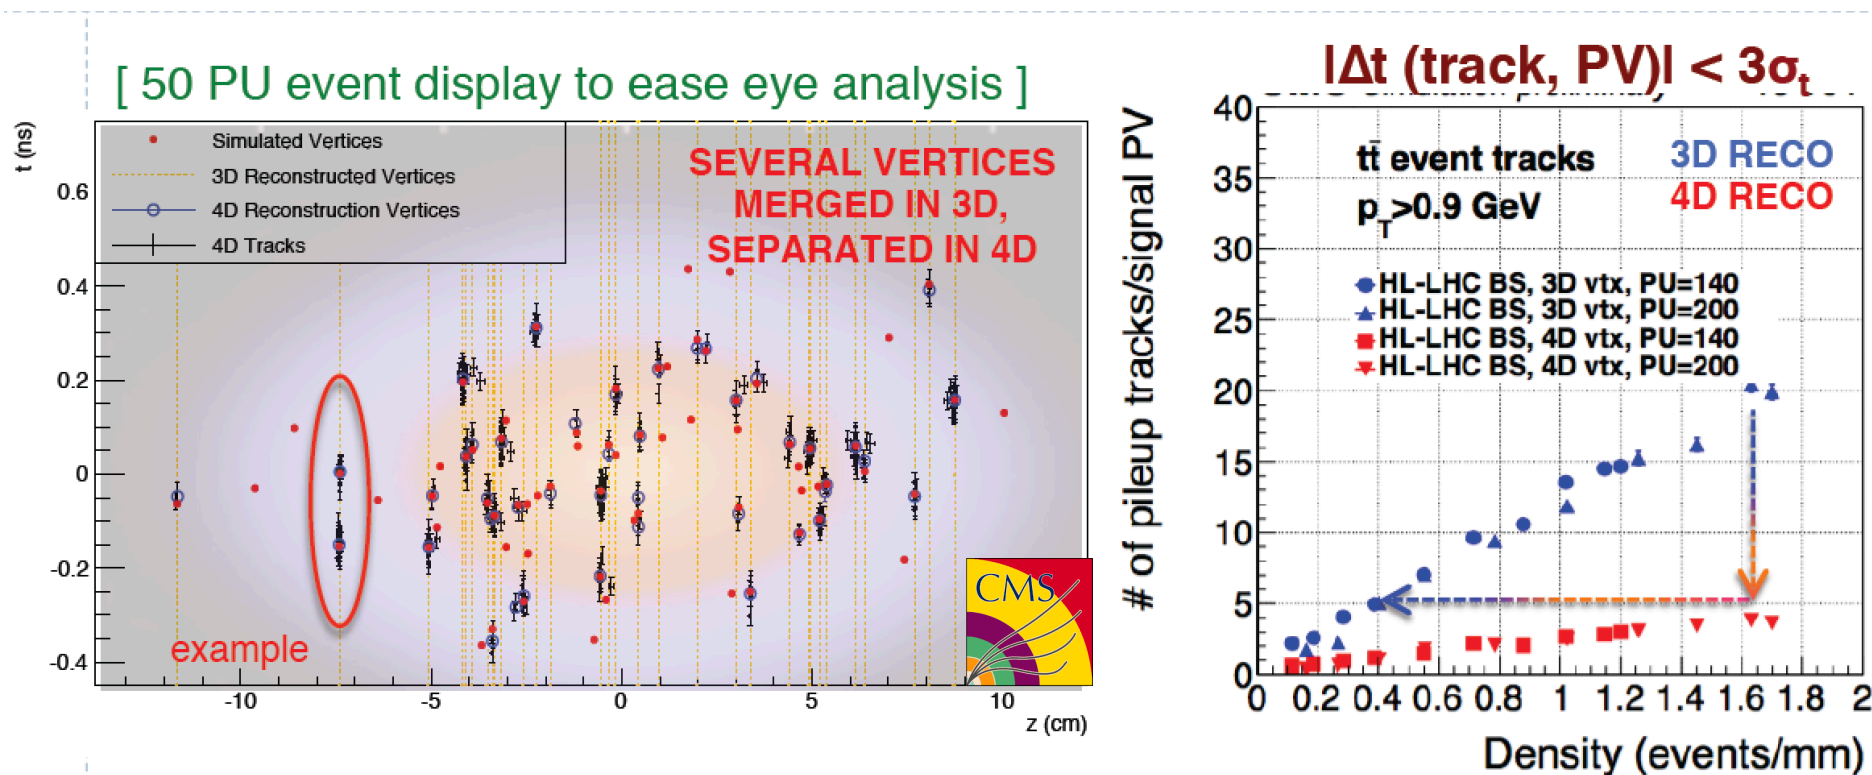 [ 50 PU event display to ease eye analysis ]
t (ns)
Simulated Vertices
3D Reconstructed Vertices
4D Reconstruction Vertices
4D Tracks
SEVERAL VERTICES
MERGED IN 3D,
SEPARATED IN 4D
0.6
0.4
0.2
0
-0.2
-0.4
example
CMS
-10
-5
0
5
10
z (cm)
|Δt (track, PV)| < 3σt
# of pileup tracks/signal PV
40
35
30
25
20
15
10
5
0
tt̄ event tracks
pT>0.9 GeV
3D RECO
4D RECO
HL-LHC BS, 3D vtx, PU=140
HL-LHC BS, 3D vtx, PU=200
HL-LHC BS, 4D vtx, PU=140
HL-LHC BS, 4D vtx, PU=200
0 0.2 0.4 0.6 0.8 1 1.2 1.4 1.6 1.8 2
Density (events/mm)